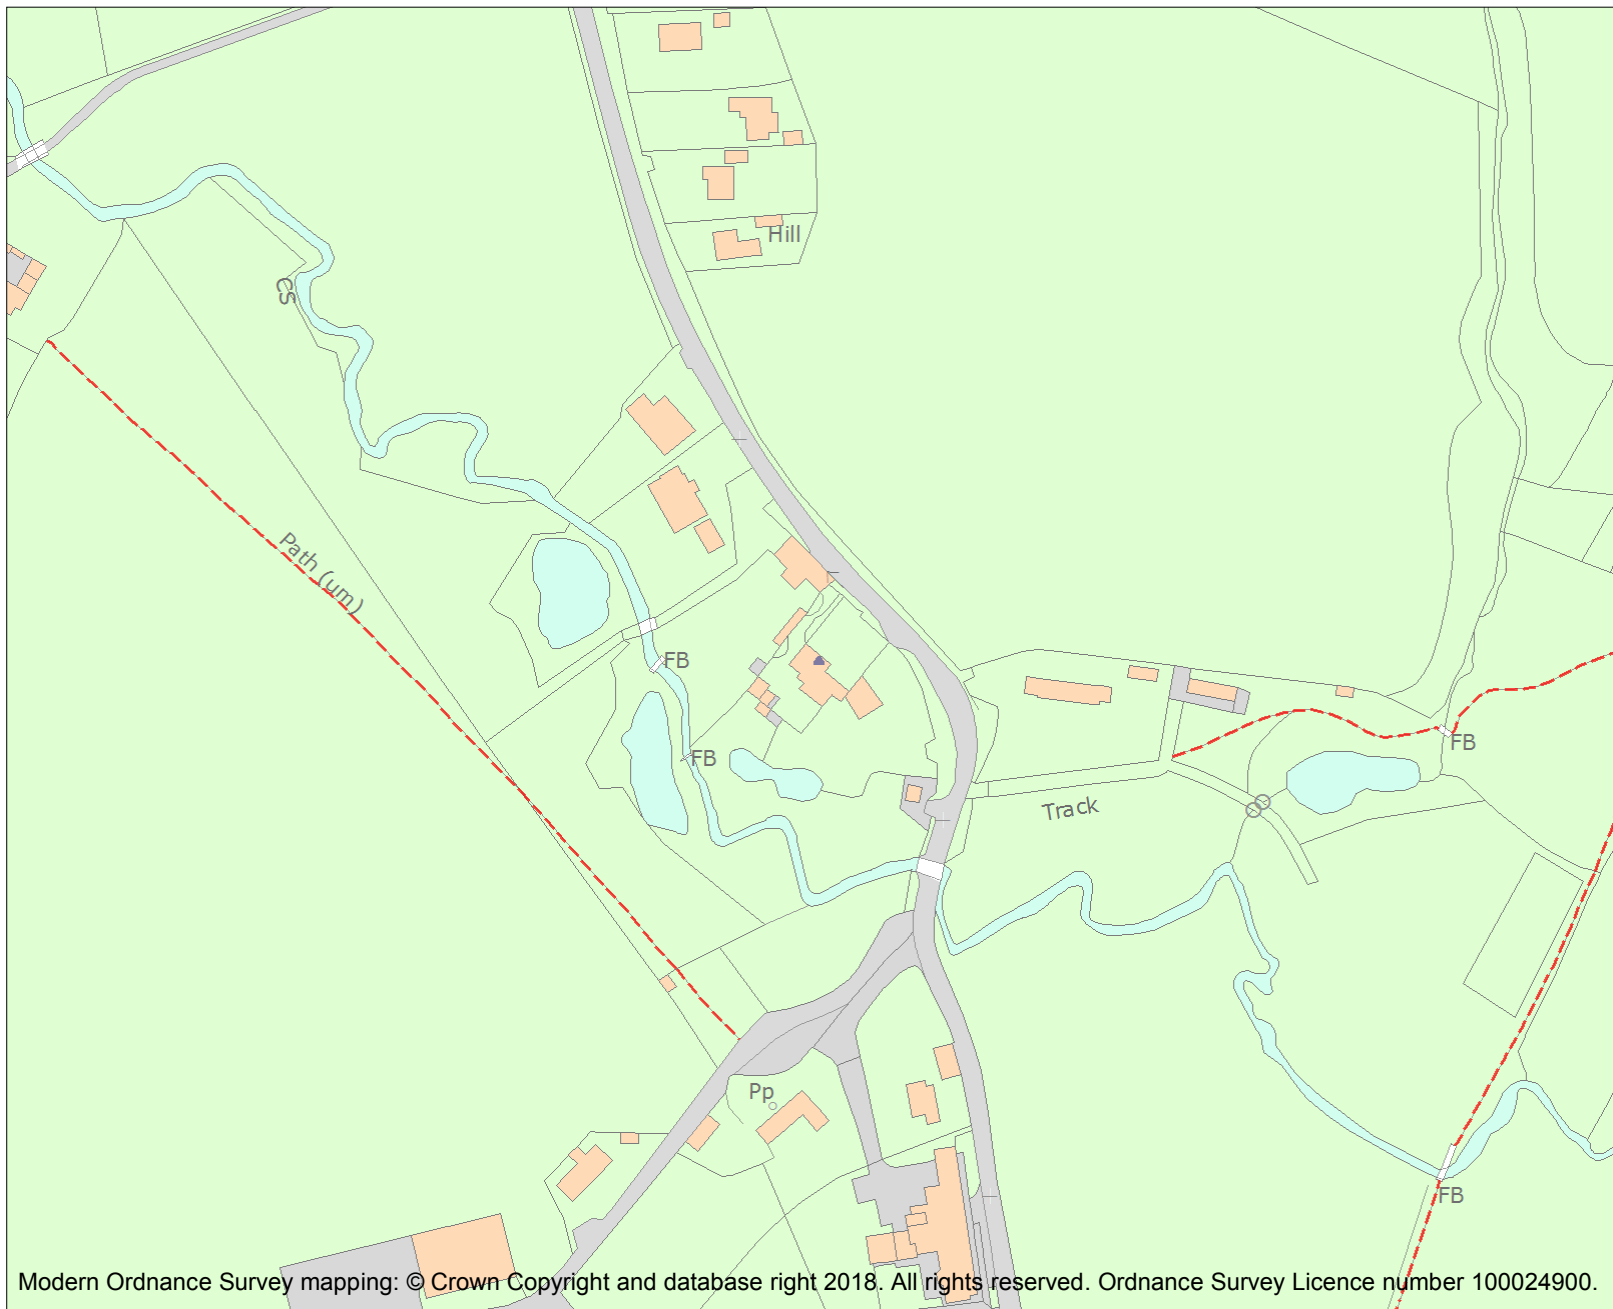 Hill
CS
Path (um)
FB
FB
FB
Track
Pp
FB
Modern Ordnance Survey mapping: © Crown Copyright and database right 2018. All rights reserved. Ordnance Survey Licence number 100024900.